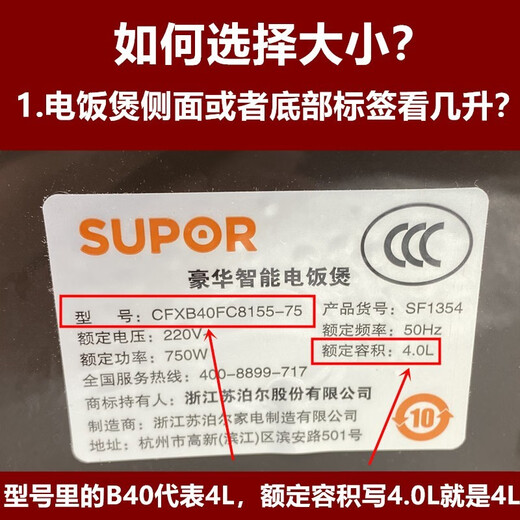 如何选择大小？
1.电饭煲侧面或者底部标签看几升？
SUPOR
CCC
豪华智能电饭煲
型 号：CFXB40FC8155-75 产品货号：SF1354
额定电压：220V 额定频率：50Hz
额定功率：750W 额定容积：4.0L
全国服务热线：400-8899-717
商标持有人：浙江苏泊尔股份有限公司
制造商：浙江苏泊尔家电制造有限公司
地址：杭州市高新(滨江)区滨安路501号
10
型号里的B40代表4L，额定容积写4.0L就是4L